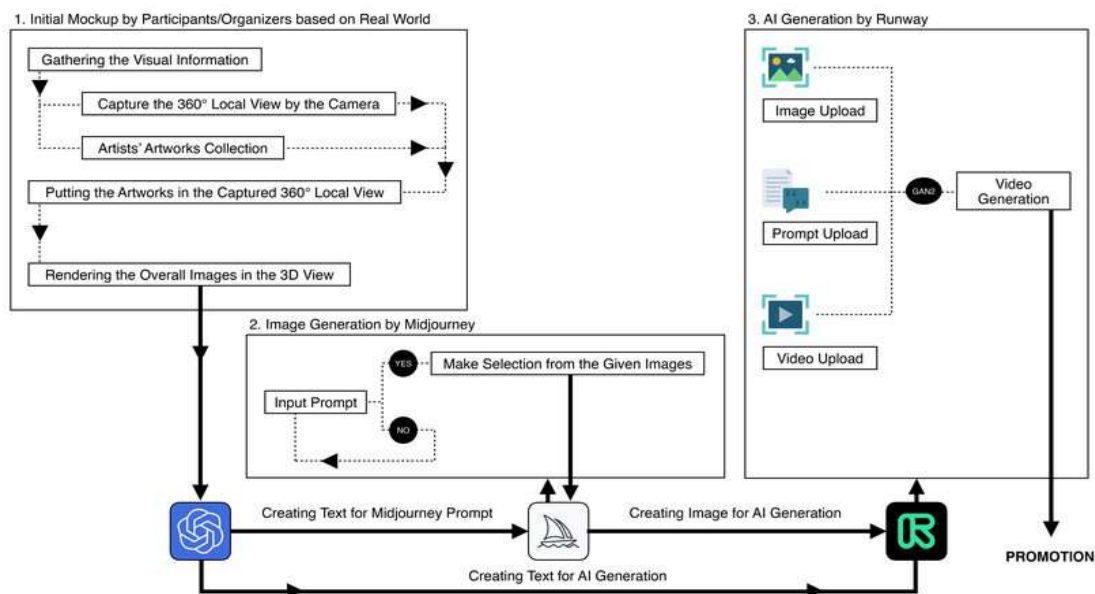 1. Initial Mockup by Participants/Organizers based on Real World
Gathering the Visual Information
Capture the 360° Local View by the Camera
Artists' Artworks Collection
Putting the Artworks in the Captured 360° Local View
Rendering the Overall Images in the 3D View
2. Image Generation by Midjourney
Input Prompt
YES
NO
Make Selection from the Given Images
3. AI Generation by Runway
Image Upload
Prompt Upload
Video Upload
GAN2
Video
Generation
Creating Text for Midjourney Prompt
Creating Image for AI Generation
Creating Text for AI Generation
PROMOTION